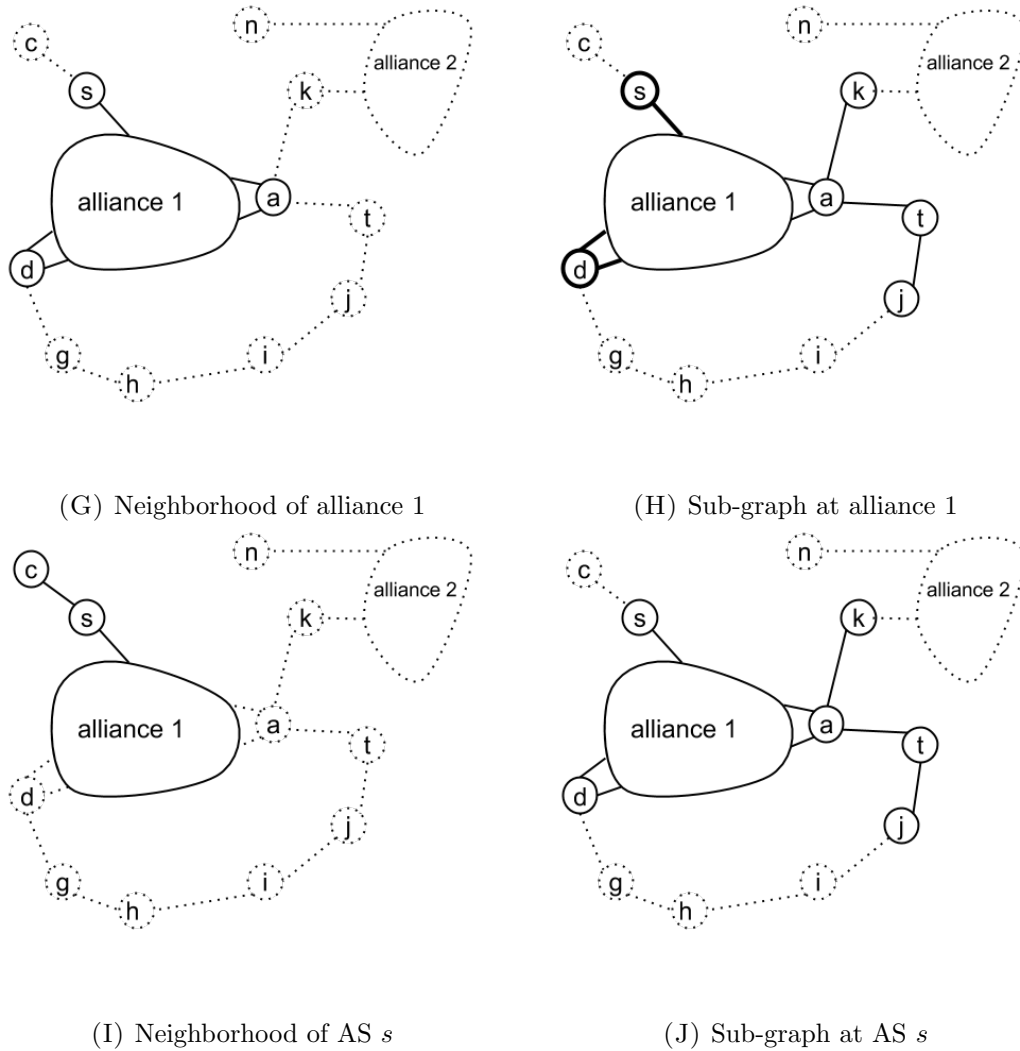 n
n
c
c
alliance 2
alliance 2
s
k
s
k
alliance 1
a
alliance 1
a
t
t
d
d
j
j
g
h
i
g
h
i
(G) Neighborhood of alliance 1
(H) Sub-graph at alliance 1
n
n
c
c
alliance 2
alliance 2
s
k
s
k
alliance 1
a
alliance 1
a
t
t
d
d
j
j
g
h
i
g
h
i
(I) Neighborhood of AS s
(J) Sub-graph at AS s